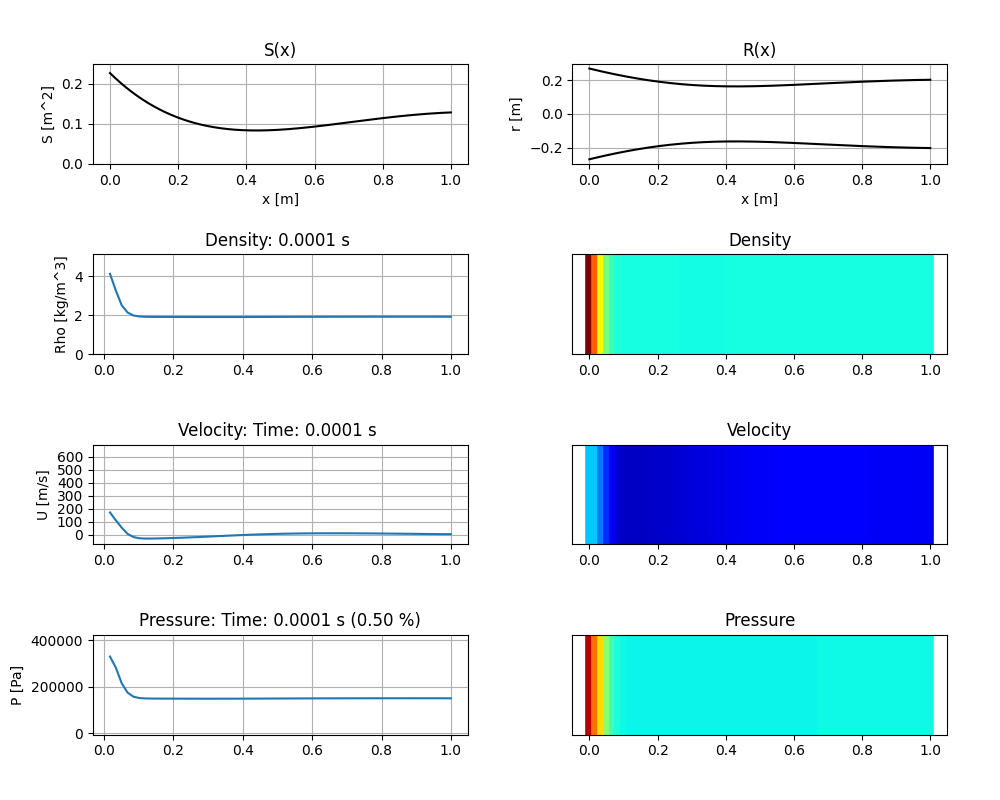 S(x)
S [m^2]
0.2
0.1
0.0
0.0 0.2 0.4 0.6 0.8 1.0
x [m]
R(x)
r [m]
0.2
0.0
−0.2
0.0 0.2 0.4 0.6 0.8 1.0
x [m]
Density: 0.0001 s
Rho [kg/m^3]
4
2
0
0.0 0.2 0.4 0.6 0.8 1.0
Density
0.0 0.2 0.4 0.6 0.8 1.0
Velocity: Time: 0.0001 s
U [m/s]
600
500
400
300
200
100
0
0.0 0.2 0.4 0.6 0.8 1.0
Velocity
0.0 0.2 0.4 0.6 0.8 1.0
Pressure: Time: 0.0001 s (0.50 %)
P [Pa]
400000
200000
0
0.0 0.2 0.4 0.6 0.8 1.0
Pressure
0.0 0.2 0.4 0.6 0.8 1.0